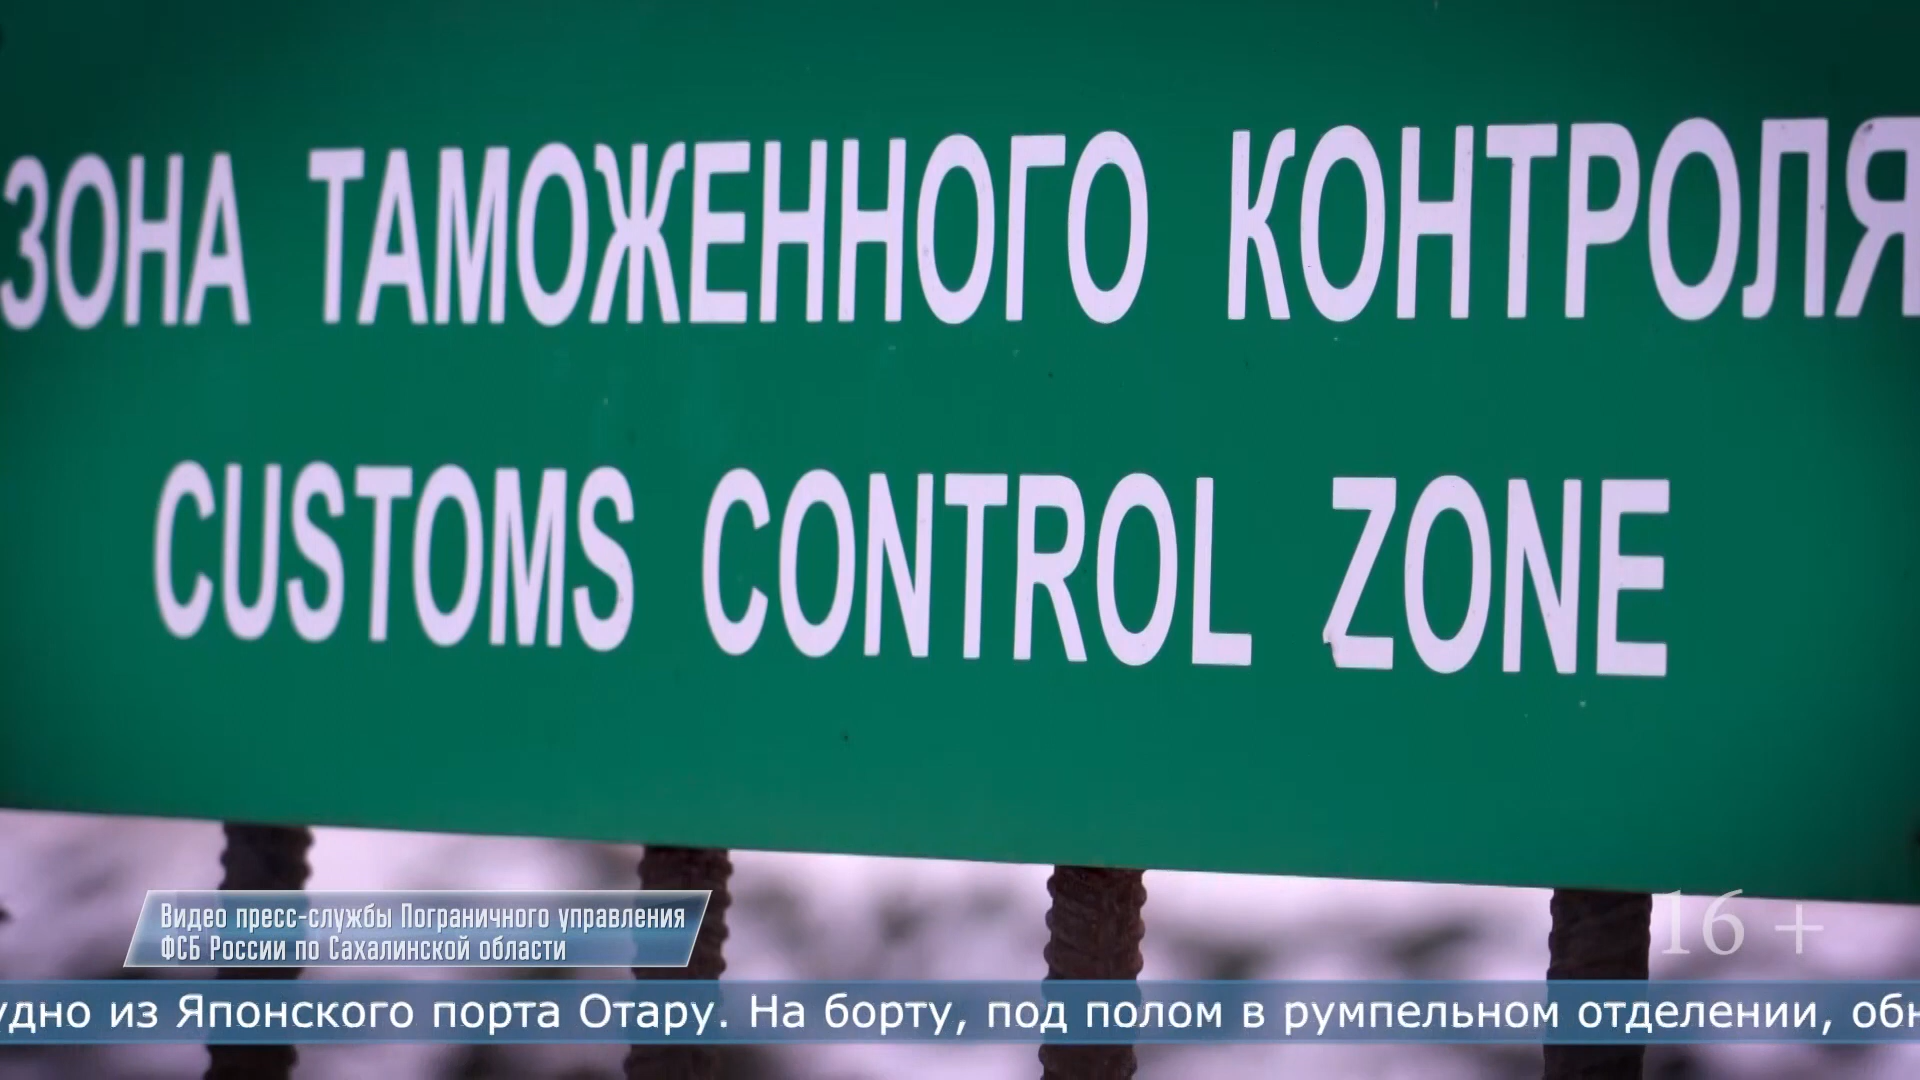 ЗОНА ТАМОЖЕННОГО КОНТРОЛЯ
CUSTOMS CONTROL ZONE
Видео пресс-службы Пограничного управления
ФСБ России по Сахалинской области
16 +
удно из Японского порта Отару. На борту, под полом в румпельном отделении, обн